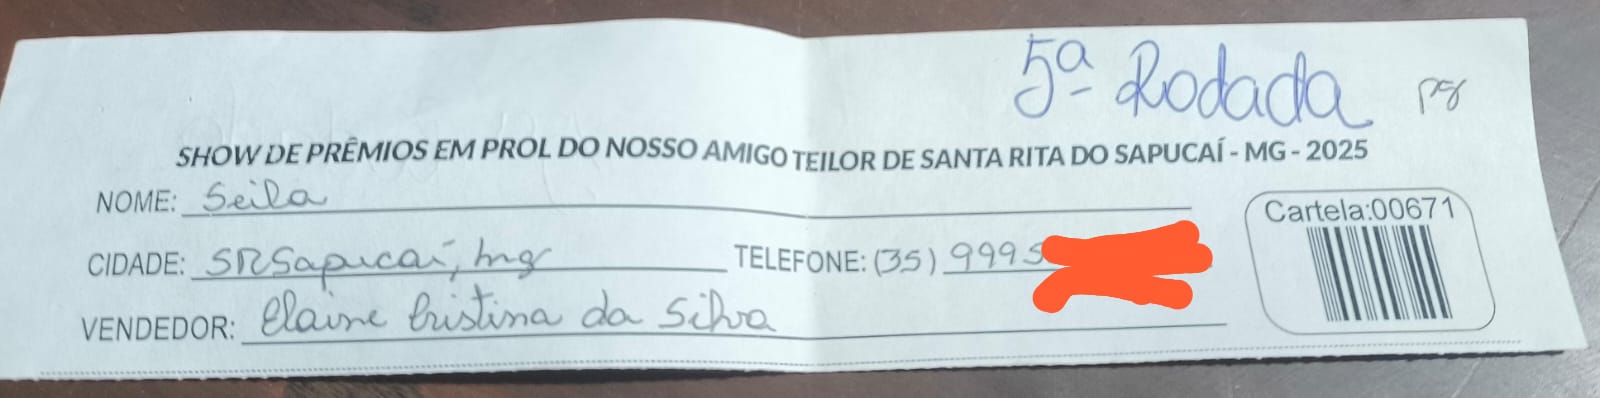 5ª Rodada pg
SHOW DE PRÊMIOS EM PROL DO NOSSO AMIGO TEILOR DE SANTA RITA DO SAPUCAÍ - MG - 2025
NOME: Seila
Cartela:00671
CIDADE: SRSapucaí, mg TELEFONE: (35) 9995
VENDEDOR: Elaine Cristina da Silva